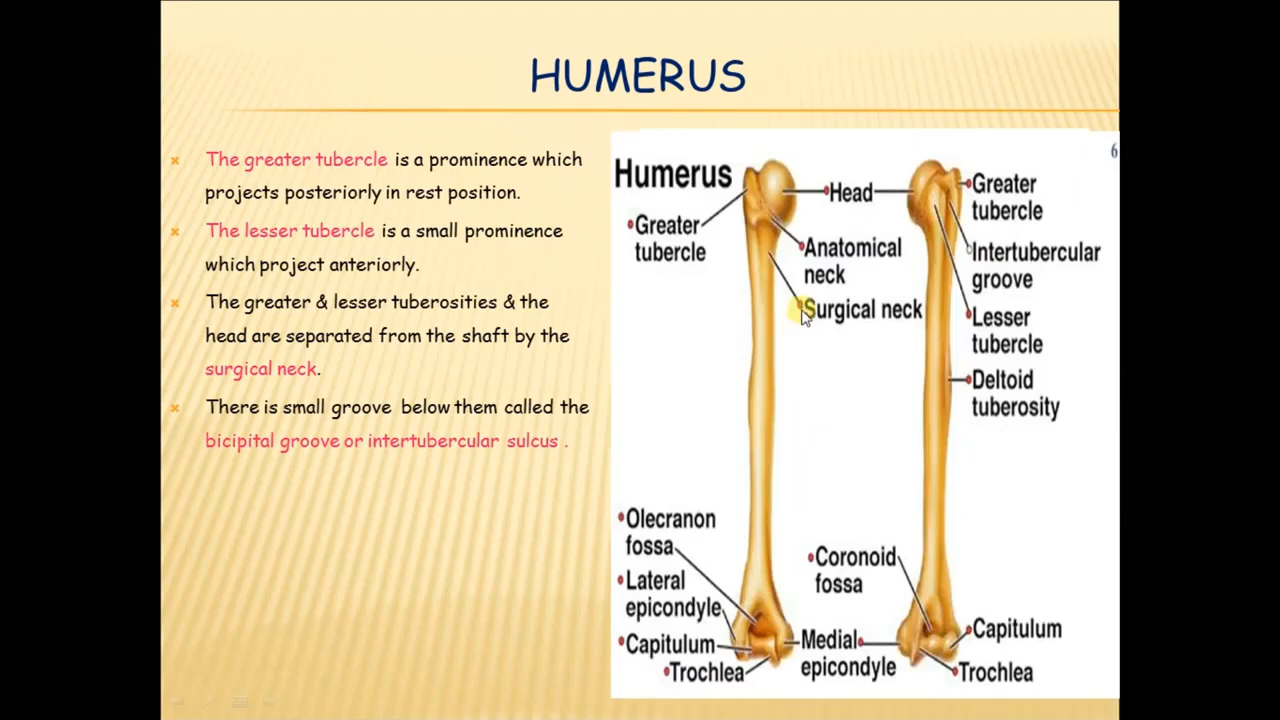 HUMERUS
The greater tubercle is a prominence which
projects posteriorly in rest position.
The lesser tubercle is a small prominence
which project anteriorly.
The greater & lesser tuberosities & the
head are separated from the shaft by the
surgical neck.
There is small groove below them called the
bicipital groove or intertubercular sulcus .
6
Humerus
Greater
tubercle
Head
Anatomical
neck
Surgical neck
Greater
tubercle
Intertubercular
groove
Lesser
tubercle
Deltoid
tuberosity
Olecranon
fossa
Lateral
epicondyle
Capitulum
Trochlea
Coronoid
fossa
Medial
epicondyle
Capitulum
Trochlea